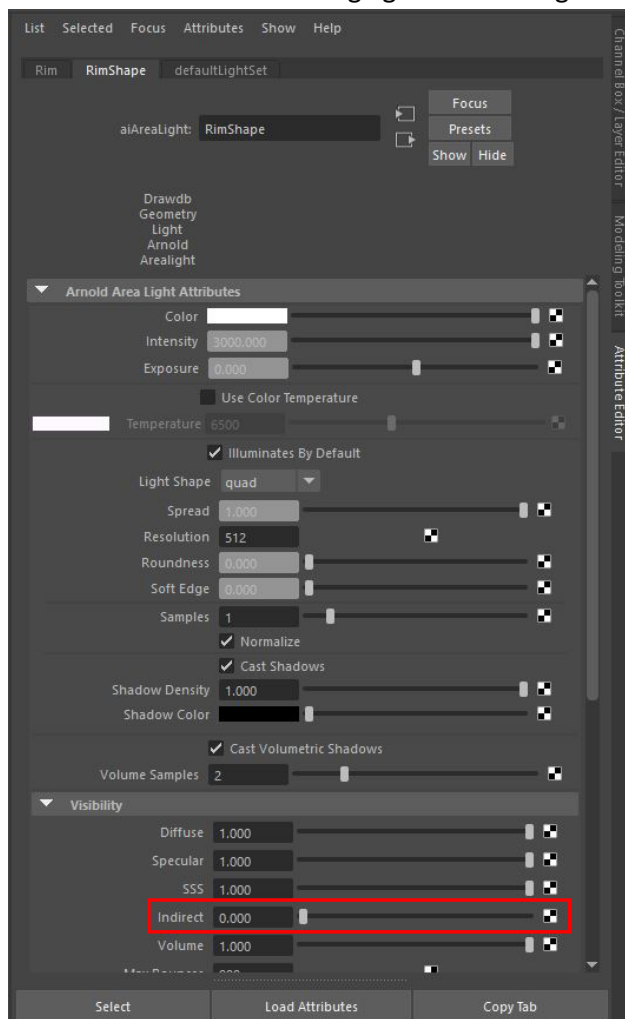 List Selected Focus Attributes Show Help
Rim RimShape defaultLightSet
Focus
aiAreaLight: RimShape
Presets
Show Hide
Drawdb
Geometry
Light
Arnold
Arealight
Arnold Area Light Attributes
Color
Intensity 3000.000
Exposure 0.000
Use Color Temperature
Temperature 6500
Illuminates By Default
Light Shape quad
Spread 1.000
Resolution 512
Roundness 0.000
Soft Edge 0.000
Samples 1
Normalize
Cast Shadows
Shadow Density 1.000
Shadow Color
Cast Volumetric Shadows
Volume Samples 2
Visibility
Diffuse 1.000
Specular 1.000
SSS 1.000
Indirect 0.000
Volume 1.000
Select Load Attributes Copy Tab
Channel Box / Layer Editor
Modeling Toolkit
Attribute Editor